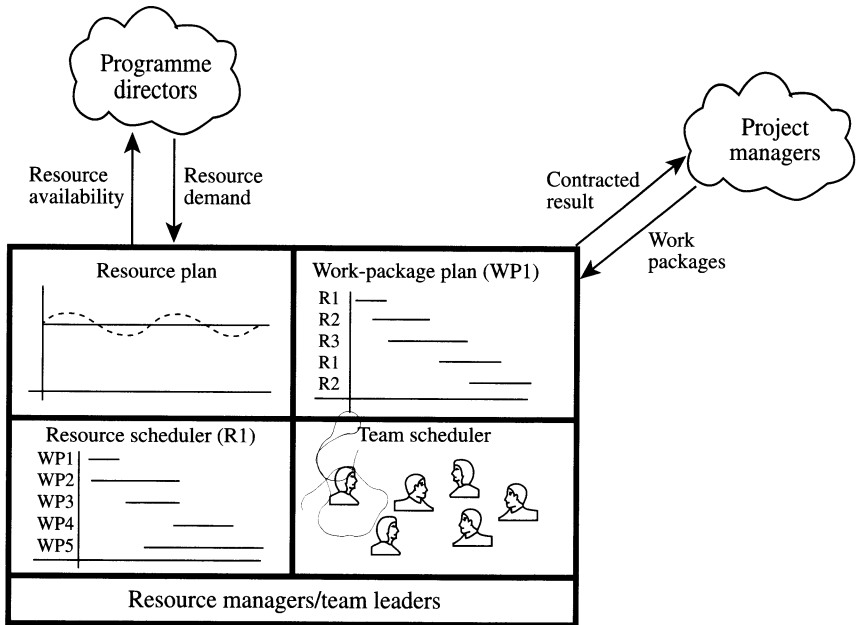 Programme
directors
Project
managers
Resource
availability
Resource
demand
Contracted
result
Work
packages
Resource plan
Work-package plan (WP1)
R1
R2
R3
R1
R2
Resource scheduler (R1)
WP1
WP2
WP3
WP4
WP5
Team scheduler
Resource managers/team leaders